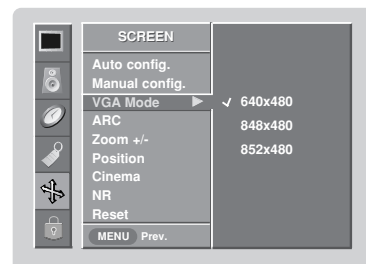 SCREEN
Auto config.
Manual config.
VGA Mode ▶ ✓ 640x480
ARC 848x480
Zoom +/-
Position 852x480
Cinema
NR
Reset
MENU Prev.